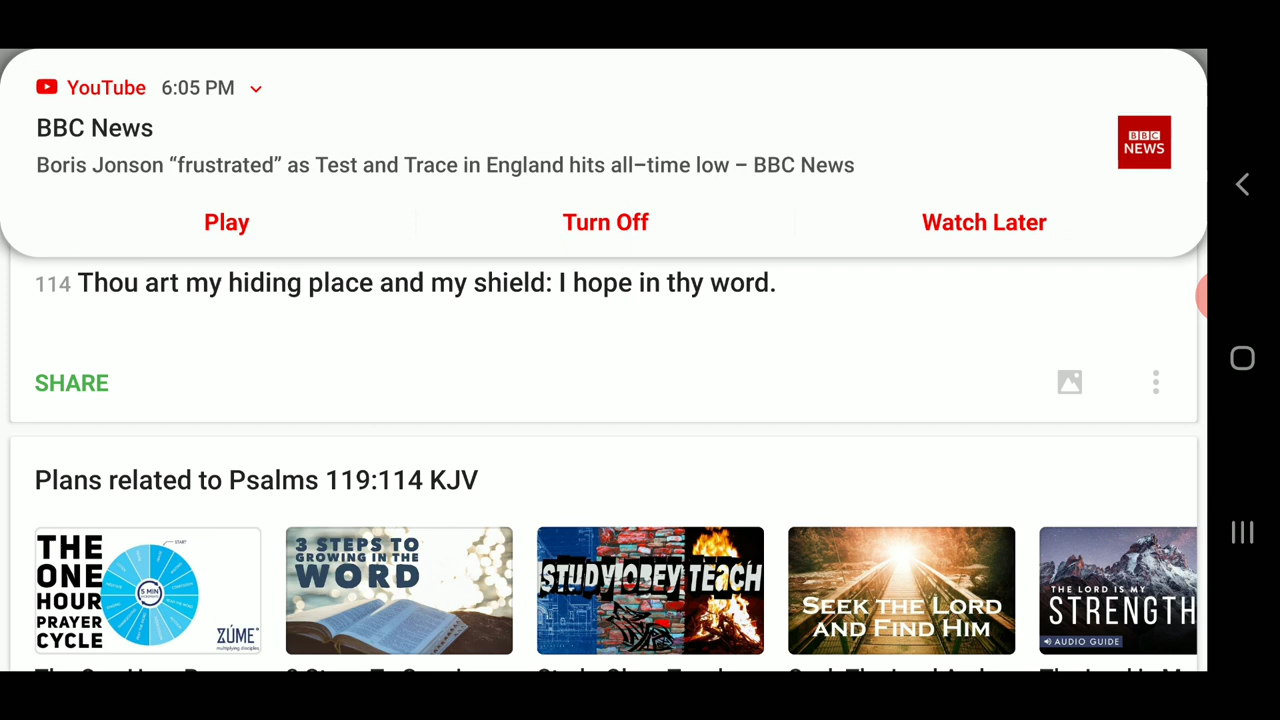 YouTube 6:05 PM
BBC News
Boris Jonson “frustrated” as Test and Trace in England hits all–time low – BBC News
BBC
NEWS
Play Turn Off Watch Later
114 Thou art my hiding place and my shield: I hope in thy word.
SHARE
Plans related to Psalms 119:114 KJV
THE
ONE
HOUR
PRAYER
CYCLE
START
5 MIN
ZÚME
multiplying disciples
3 STEPS TO
GROWING IN THE
WORD
STUDY OBEY TEACH
SEEK THE LORD
AND FIND HIM
THE LORD IS MY
STRENGTH
AUDIO GUIDE